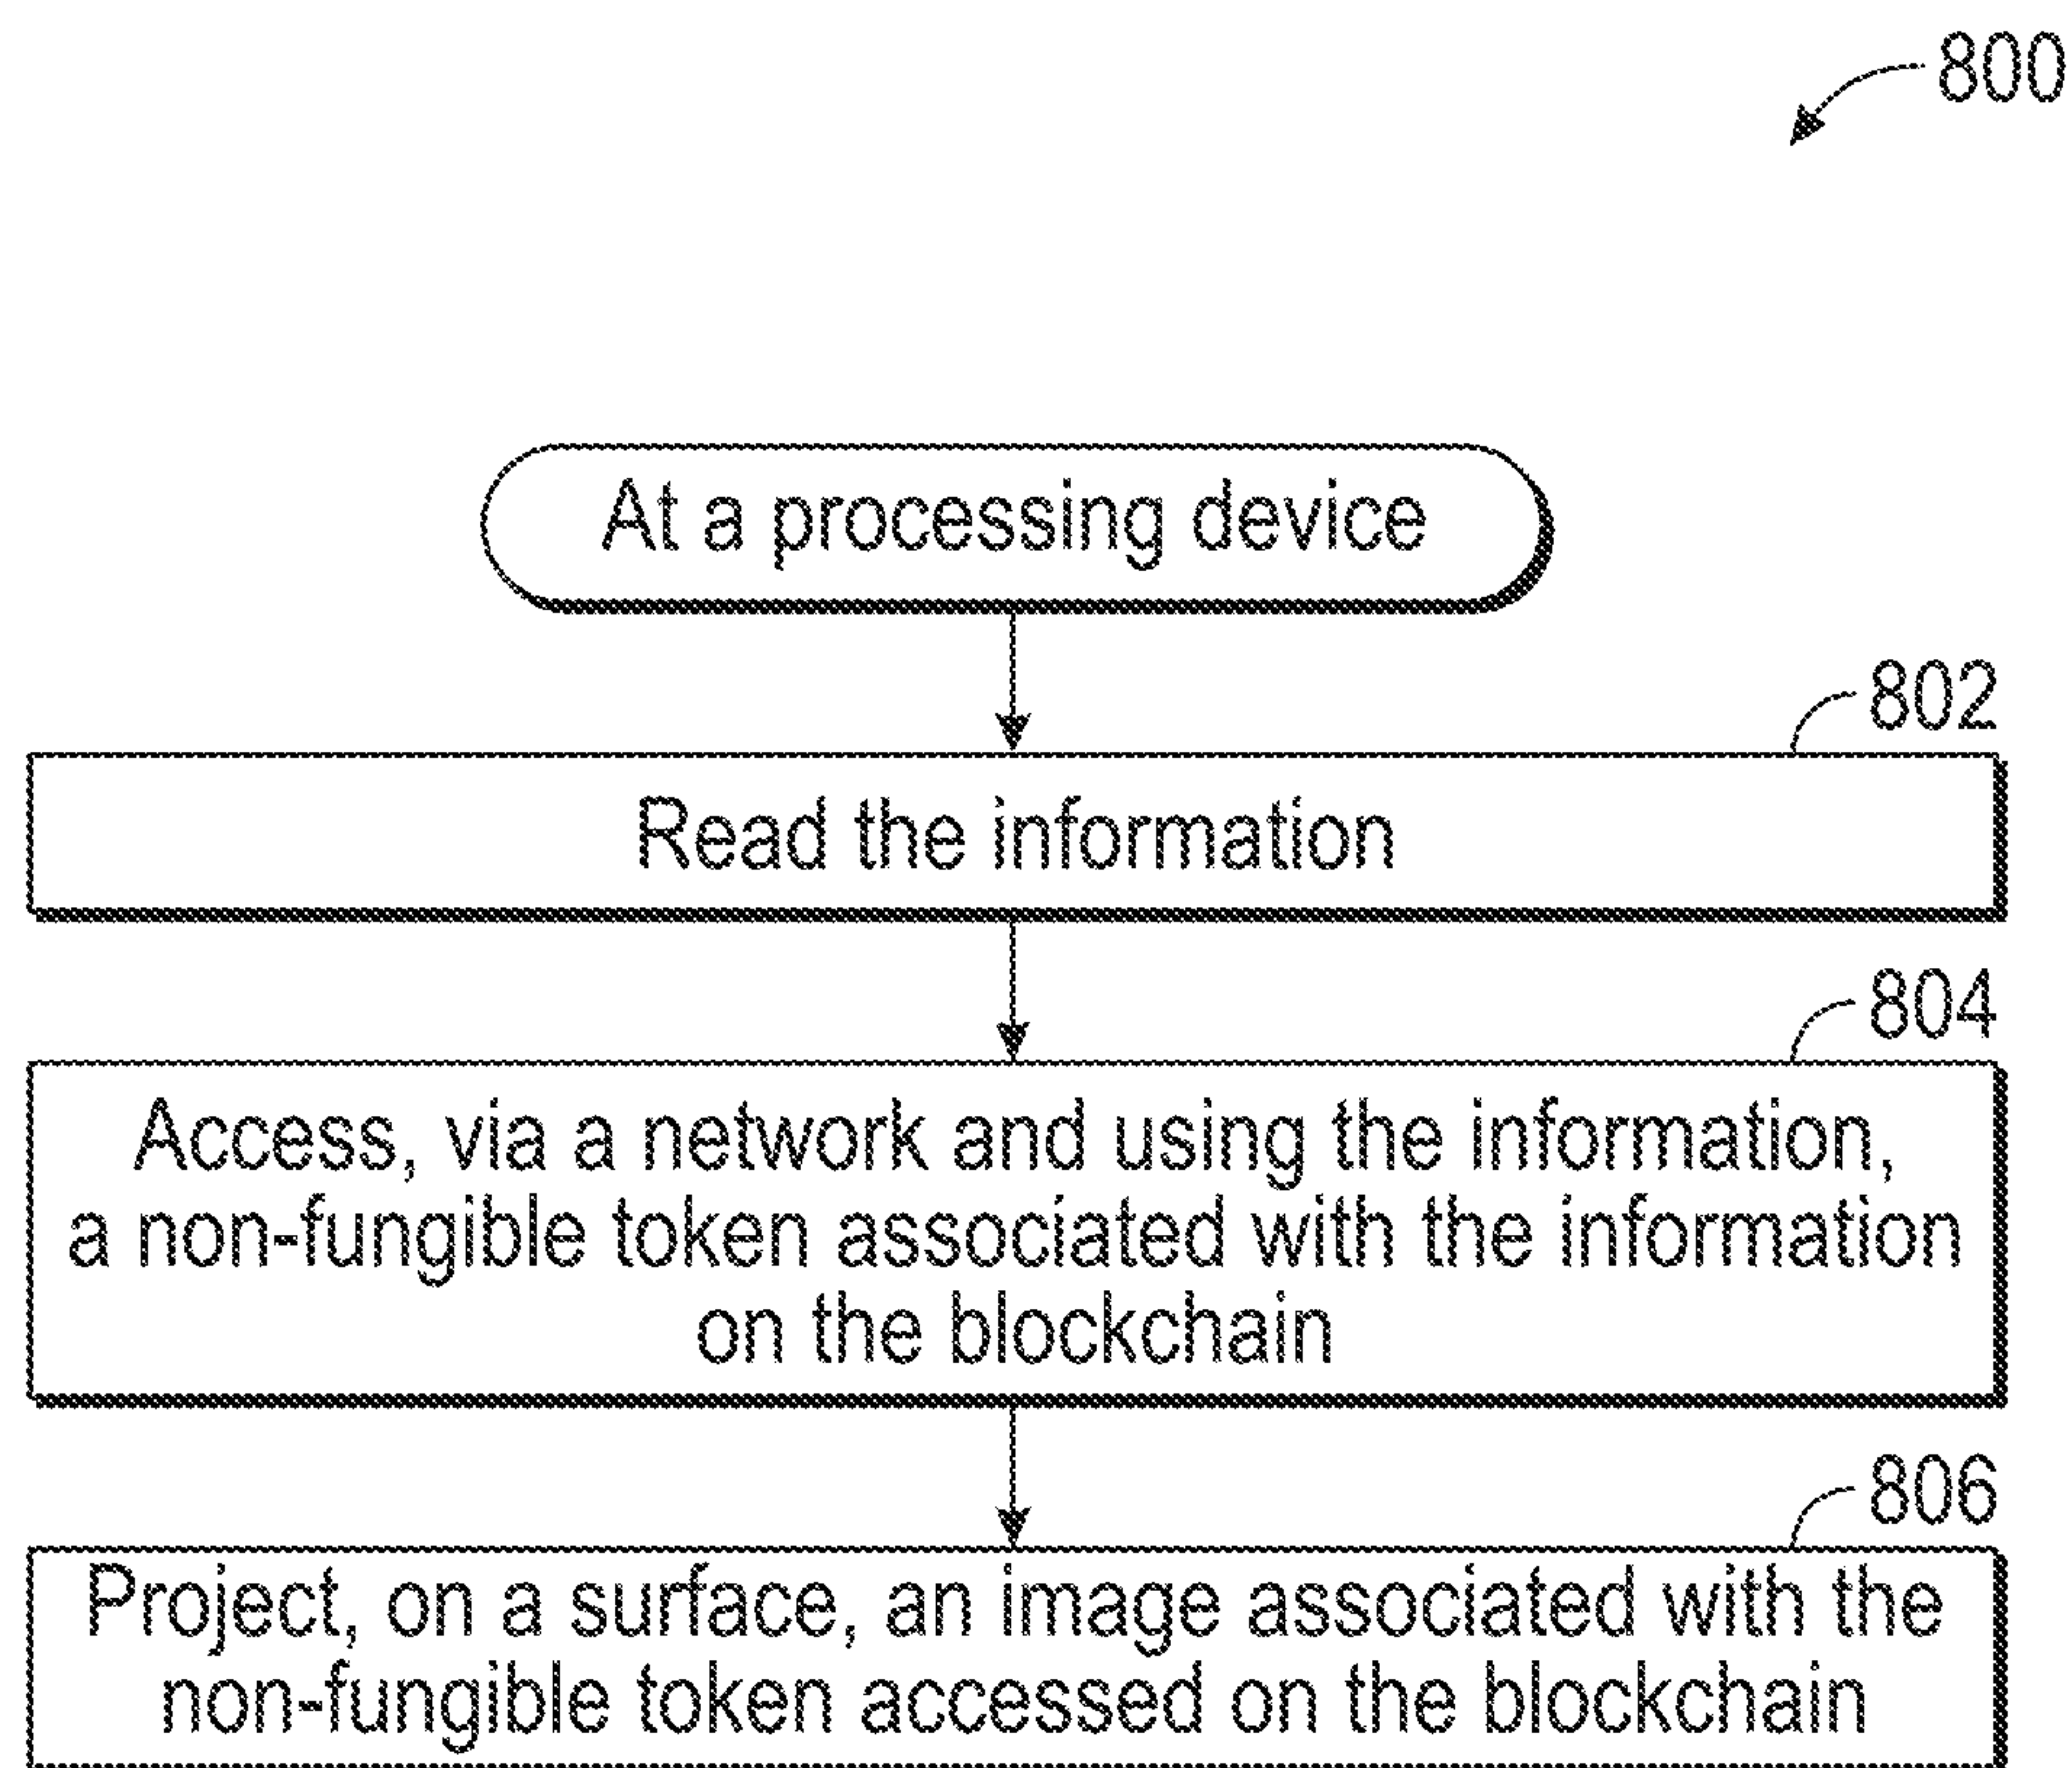 800
At a processing device
802
Read the information
804
Access, via a network and using the information,
a non-fungible token associated with the information
on the blockchain
806
Project, on a surface, an image associated with the
non-fungible token accessed on the blockchain